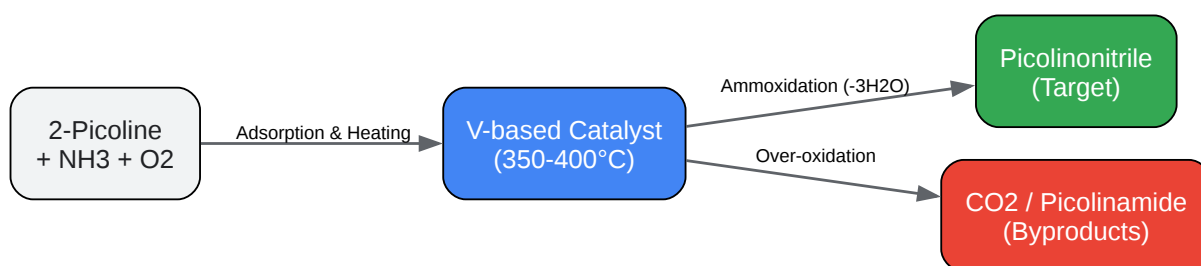 2-Picoline
+ NH3 + O2
Adsorption & Heating
V-based Catalyst
(350-400°C)
Ammoxidation (-3H2O)
Picolinonitrile
(Target)
Over-oxidation
CO2 / Picolinamide
(Byproducts)